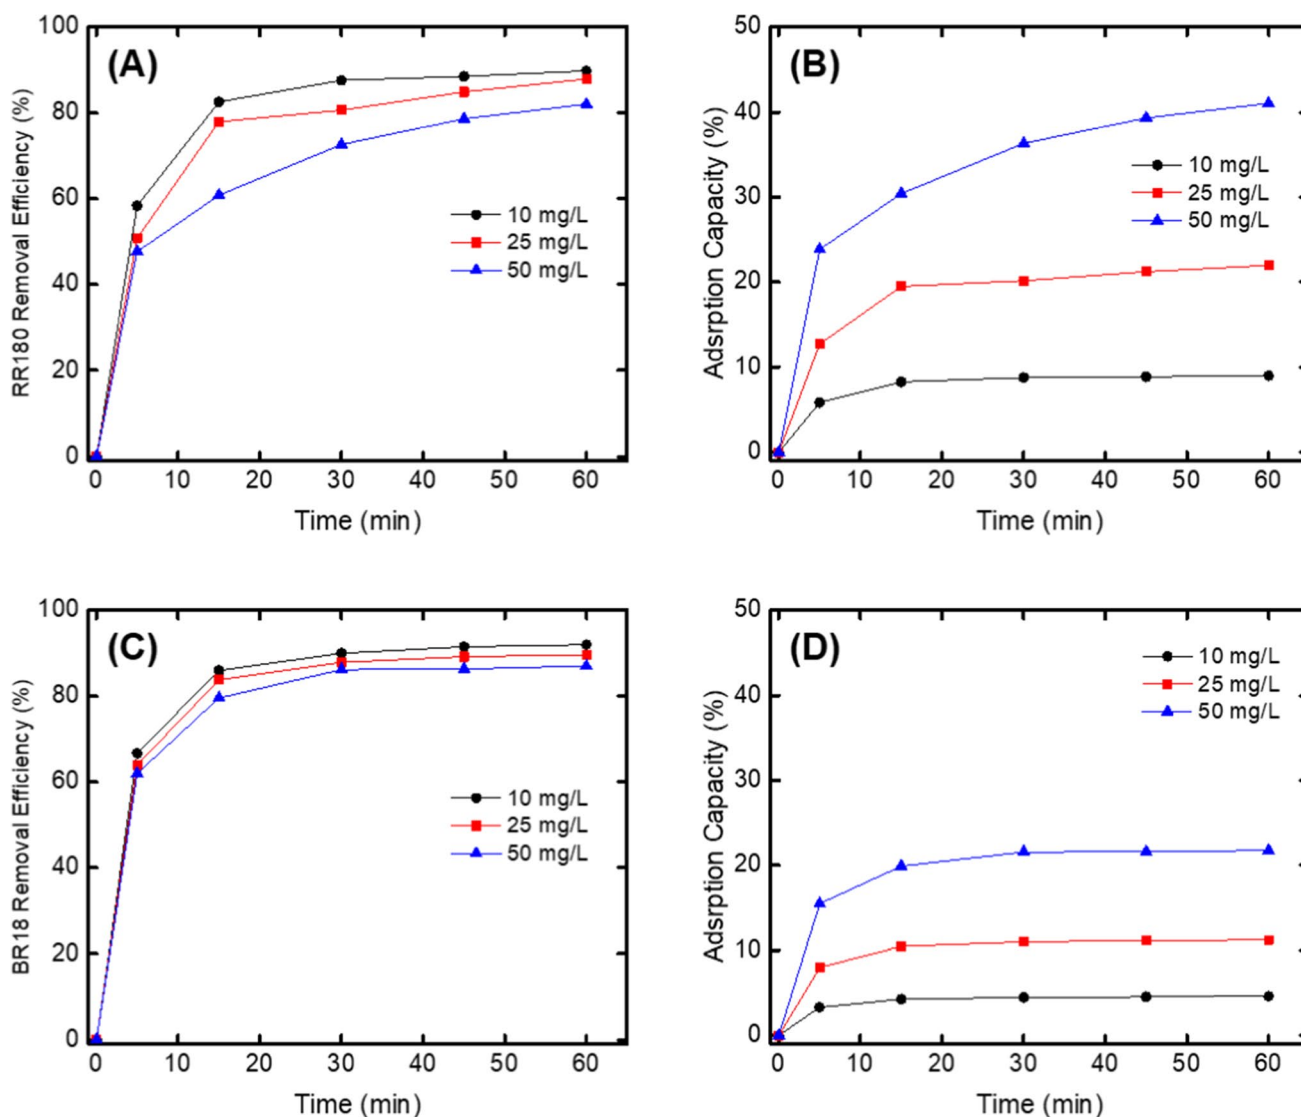 (A)
RR180 Removal Efficiency (%)
100
80
60
40
20
0
10 mg/L
25 mg/L
50 mg/L
0 10 20 30 40 50 60
Time (min)
(B)
Adsrption Capacity (%)
50
40
30
20
10
0
10 mg/L
25 mg/L
50 mg/L
0 10 20 30 40 50 60
Time (min)
(C)
BR18 Removal Efficiency (%)
100
80
60
40
20
0
10 mg/L
25 mg/L
50 mg/L
0 10 20 30 40 50 60
Time (min)
(D)
Adsrption Capacity (%)
50
40
30
20
10
0
10 mg/L
25 mg/L
50 mg/L
0 10 20 30 40 50 60
Time (min)